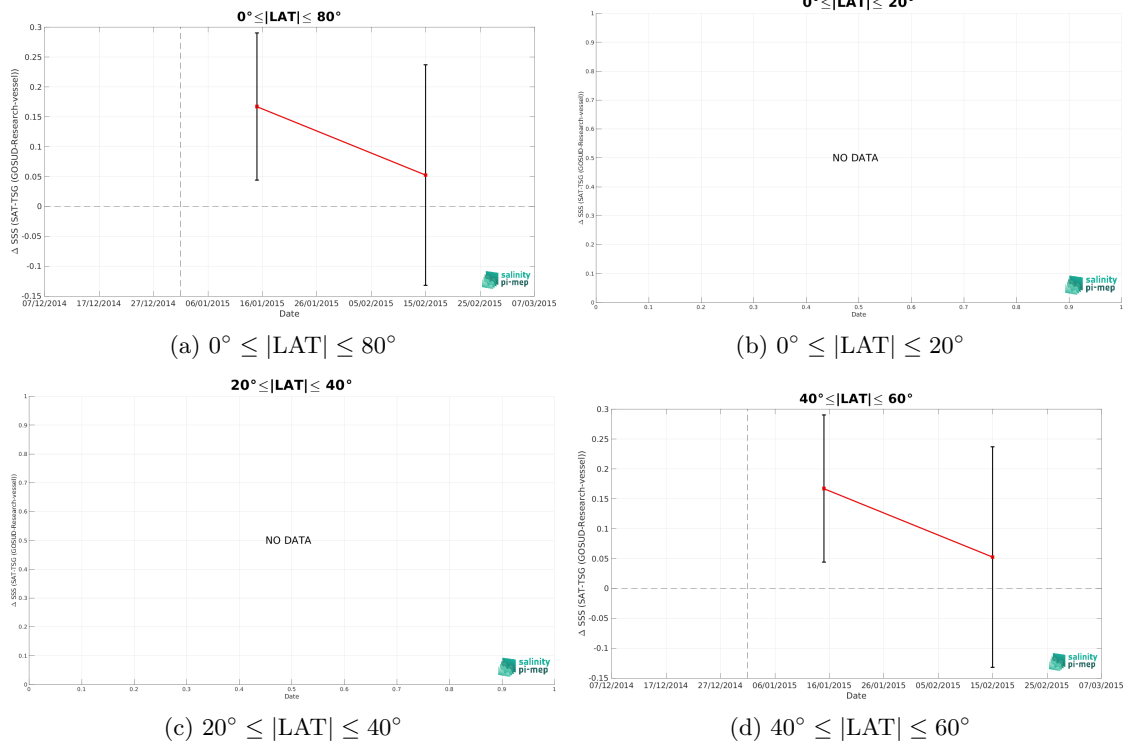 0°≤|LAT|≤ 80°
Δ SSS (SAT-TSG (GOSUD-Research-vessel))
0.3
0.25
0.2
0.15
0.1
0.05
0
-0.05
-0.1
-0.15
07/12/2014 17/12/2014 27/12/2014 06/01/2015 16/01/2015 26/01/2015 05/02/2015 15/02/2015 25/02/2015 07/03/2015
Date
salinity
pi-mep
(a) 0° ≤ |LAT| ≤ 80°
0°≤|LAT|≤ 20°
Δ SSS (SAT-TSG (GOSUD-Research-vessel))
1
0.9
0.8
0.7
0.6
0.5
0.4
0.3
0.2
0.1
0
NO DATA
0 0.1 0.2 0.3 0.4 0.5 0.6 0.7 0.8 0.9 1
Date
salinity
pi-mep
(b) 0° ≤ |LAT| ≤ 20°
20°≤|LAT|≤ 40°
Δ SSS (SAT-TSG (GOSUD-Research-vessel))
1
0.9
0.8
0.7
0.6
0.5
0.4
0.3
0.2
0.1
0
NO DATA
0 0.1 0.2 0.3 0.4 0.5 0.6 0.7 0.8 0.9 1
Date
salinity
pi-mep
(c) 20° ≤ |LAT| ≤ 40°
40°≤|LAT|≤ 60°
Δ SSS (SAT-TSG (GOSUD-Research-vessel))
0.3
0.25
0.2
0.15
0.1
0.05
0
-0.05
-0.1
-0.15
07/12/2014 17/12/2014 27/12/2014 06/01/2015 16/01/2015 26/01/2015 05/02/2015 15/02/2015 25/02/2015 07/03/2015
Date
salinity
pi-mep
(d) 40° ≤ |LAT| ≤ 60°